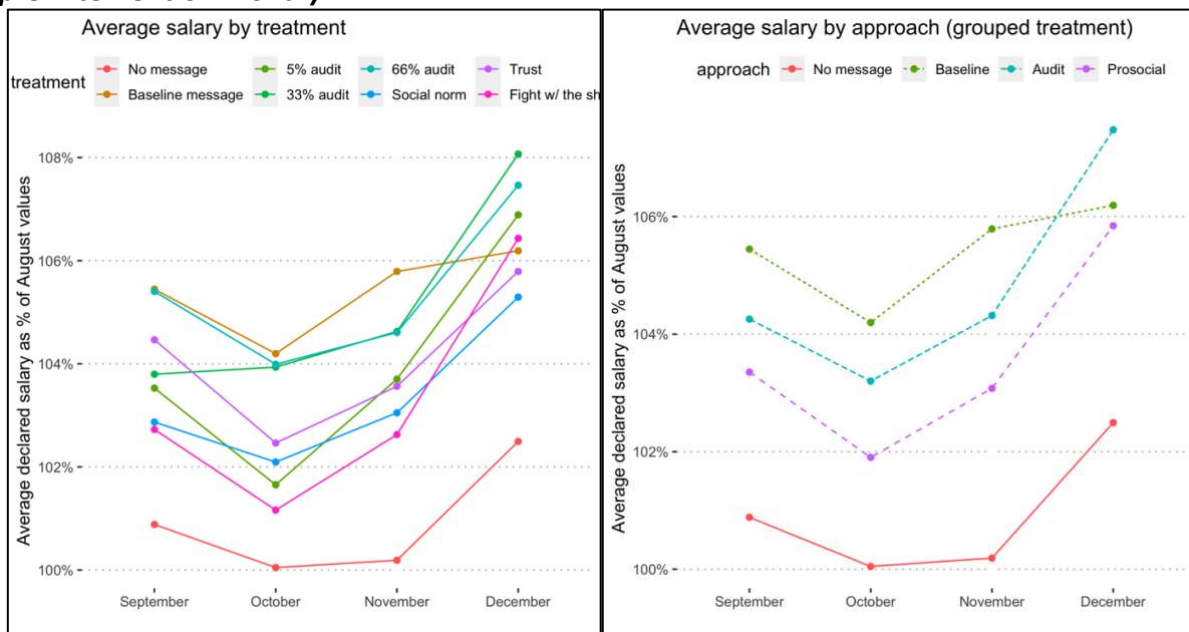 Average salary by treatment
treatment
No message
5% audit
66% audit
Trust
Baseline message
33% audit
Social norm
Fight w/ the sh
Average declared salary as % of August values
108%
106%
104%
102%
100%
September October November December
Average salary by approach (grouped treatment)
approach No message Baseline Audit Prosocial
Average declared salary as % of August values
106%
104%
102%
100%
September October November December